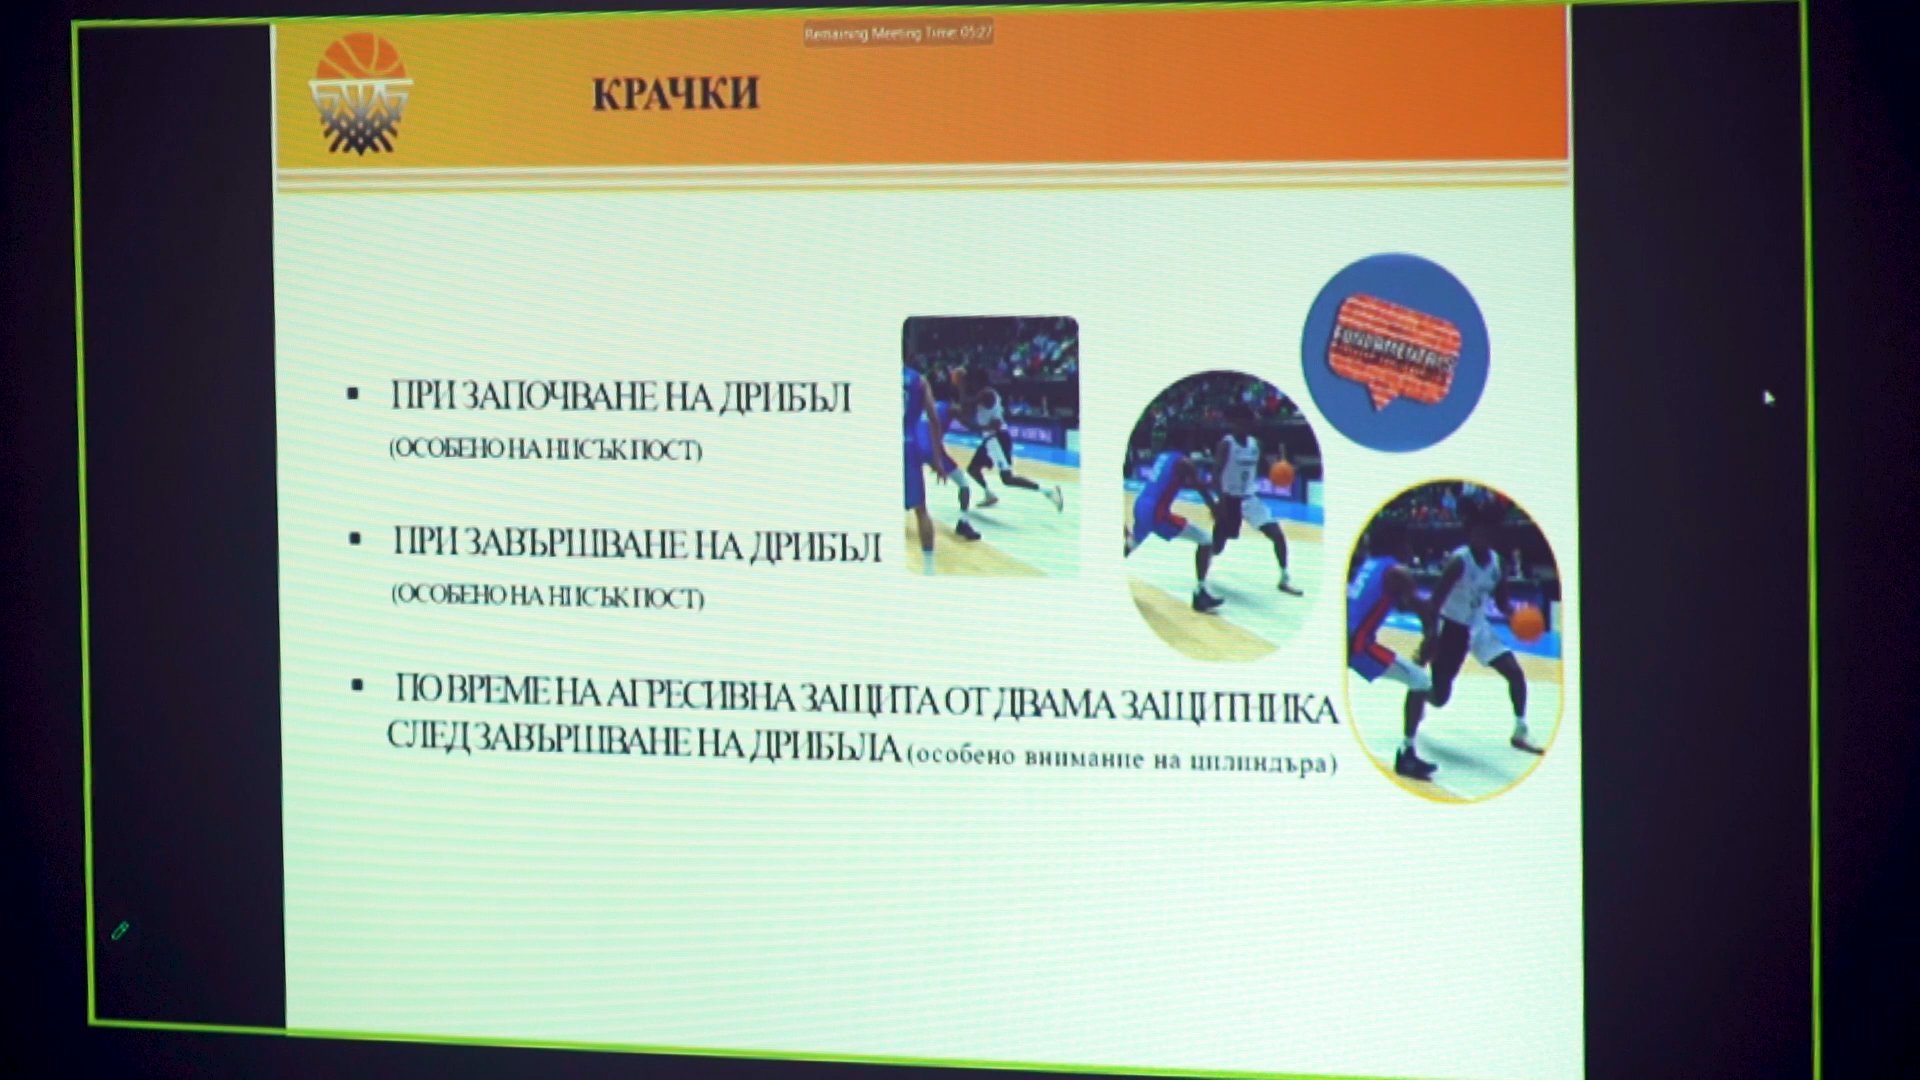 Remaining Meeting Time: 05:27
КРАЧКИ
FUNDAMENTALS
▪ ПРИ ЗАПОЧВАНЕ НА ДРИБЪЛ
(ОСОБЕНО НА НИСЪК ПОСТ)
▪ ПРИ ЗАВЪРШВАНЕ НА ДРИБЪЛ
(ОСОБЕНО НА НИСЪК ПОСТ)
▪ ПО ВРЕМЕ НА АГРЕСИВНА ЗАЩИТА ОТ ДВАМА ЗАЩИТНИКА
СЛЕД ЗАВЪРШВАНЕ НА ДРИБЪЛА (особено внимание на цилиндъра)